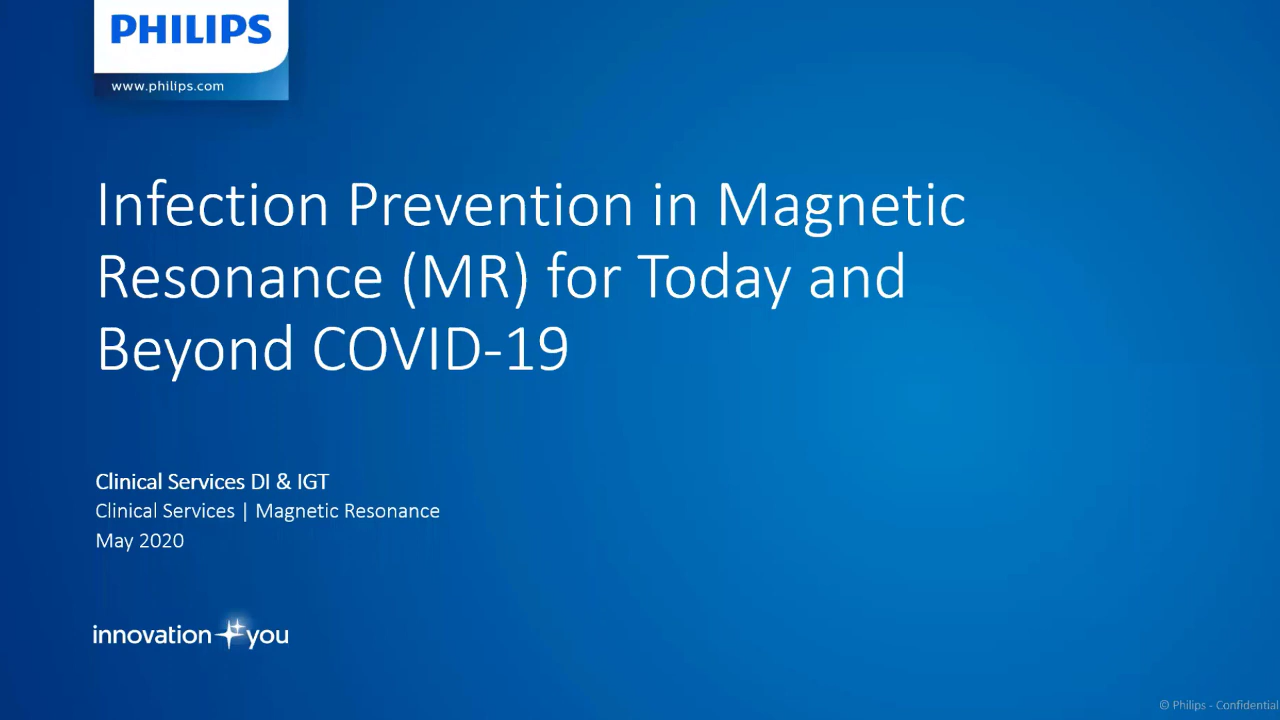 PHILIPS
www.philips.com
Infection Prevention in Magnetic
Resonance (MR) for Today and
Beyond COVID-19
Clinical Services DI & IGT
Clinical Services | Magnetic Resonance
May 2020
innovation you
© Philips - Confidential